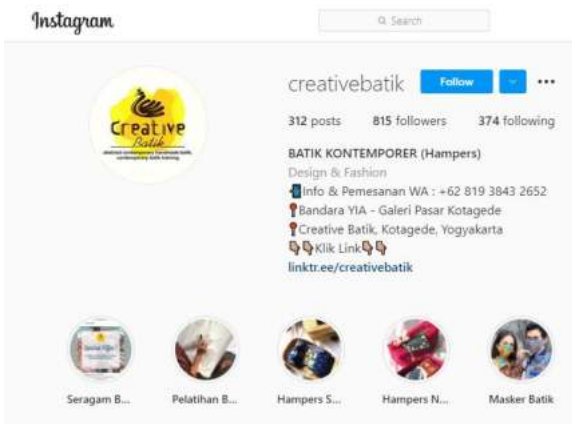 Instagram
Search
Creative
Batik
creativebatik Follow
312 posts 815 followers 374 following
BATIK KONTEMPORER (Hampers)
Design & Fashion
Info & Pemesanan WA : +62 819 3843 2652
Bandara YIA - Galeri Pasar Kotagede
Creative Batik, Kotagede, Yogyakarta
Klik Link
linktr.ee/creativebatik
Seragam B... Pelatihan B... Hampers S... Hampers N... Masker Batik